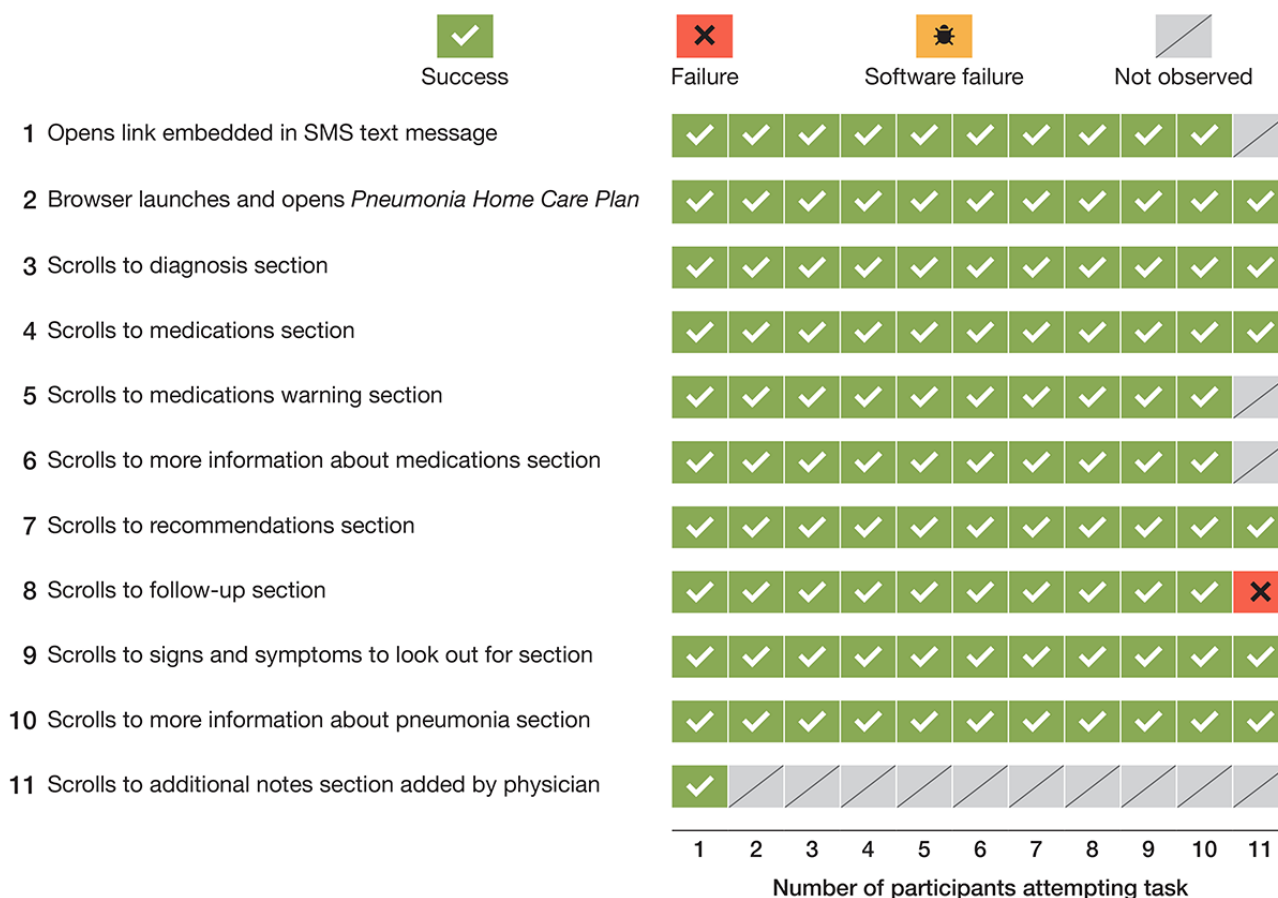 Success Failure Software failure Not observed
1 Opens link embedded in SMS text message
2 Browser launches and opens Pneumonia Home Care Plan
3 Scrolls to diagnosis section
4 Scrolls to medications section
5 Scrolls to medications warning section
6 Scrolls to more information about medications section
7 Scrolls to recommendations section
8 Scrolls to follow-up section
9 Scrolls to signs and symptoms to look out for section
10 Scrolls to more information about pneumonia section
11 Scrolls to additional notes section added by physician
1 2 3 4 5 6 7 8 9 10 11
Number of participants attempting task